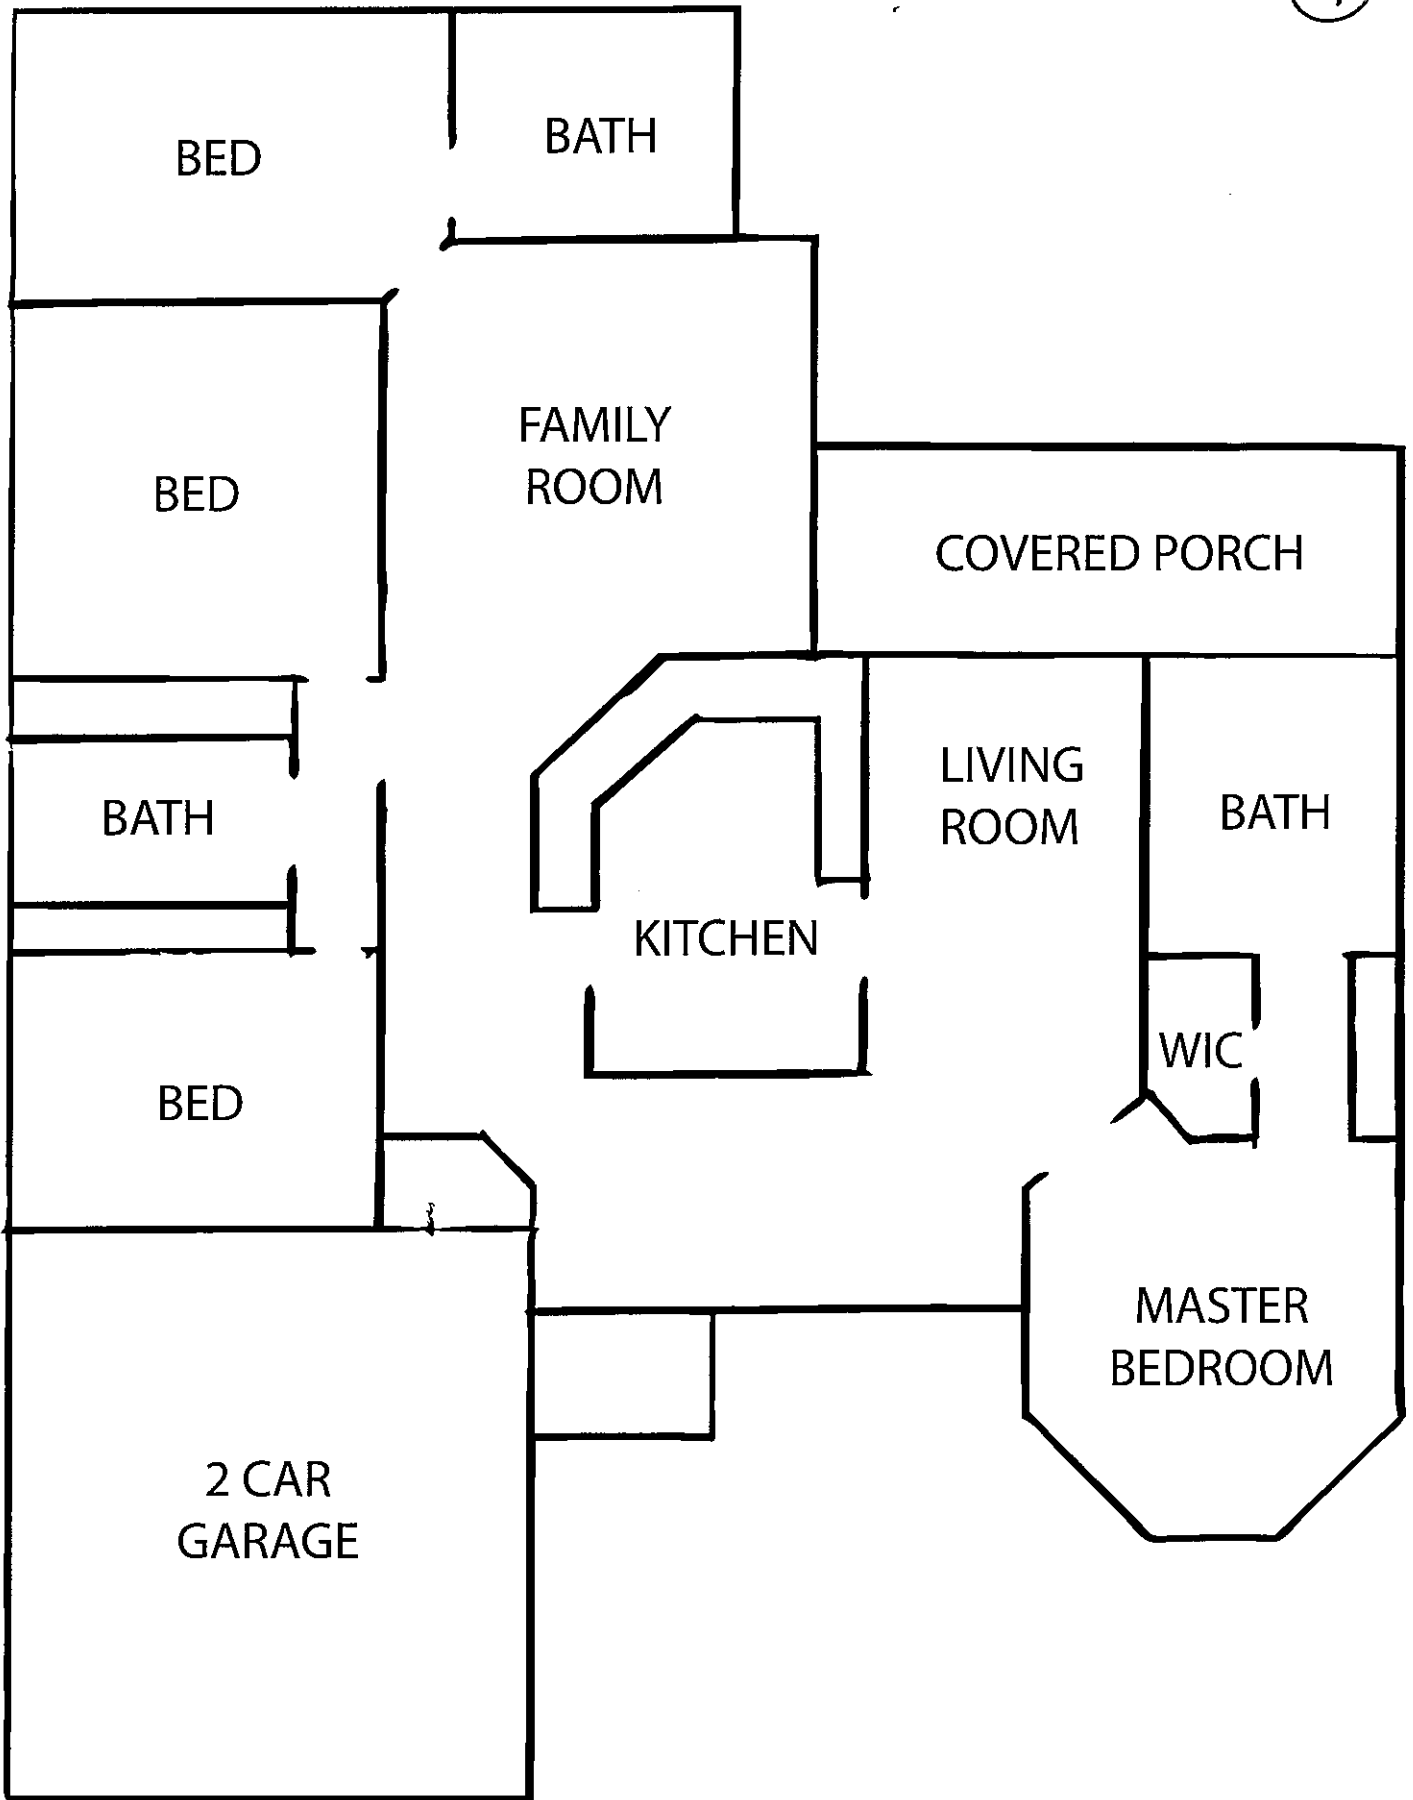 BED
BATH
BED
FAMILY
ROOM
COVERED PORCH
BATH
LIVING
ROOM
BATH
KITCHEN
WIC
BED
MASTER
BEDROOM
2 CAR
GARAGE